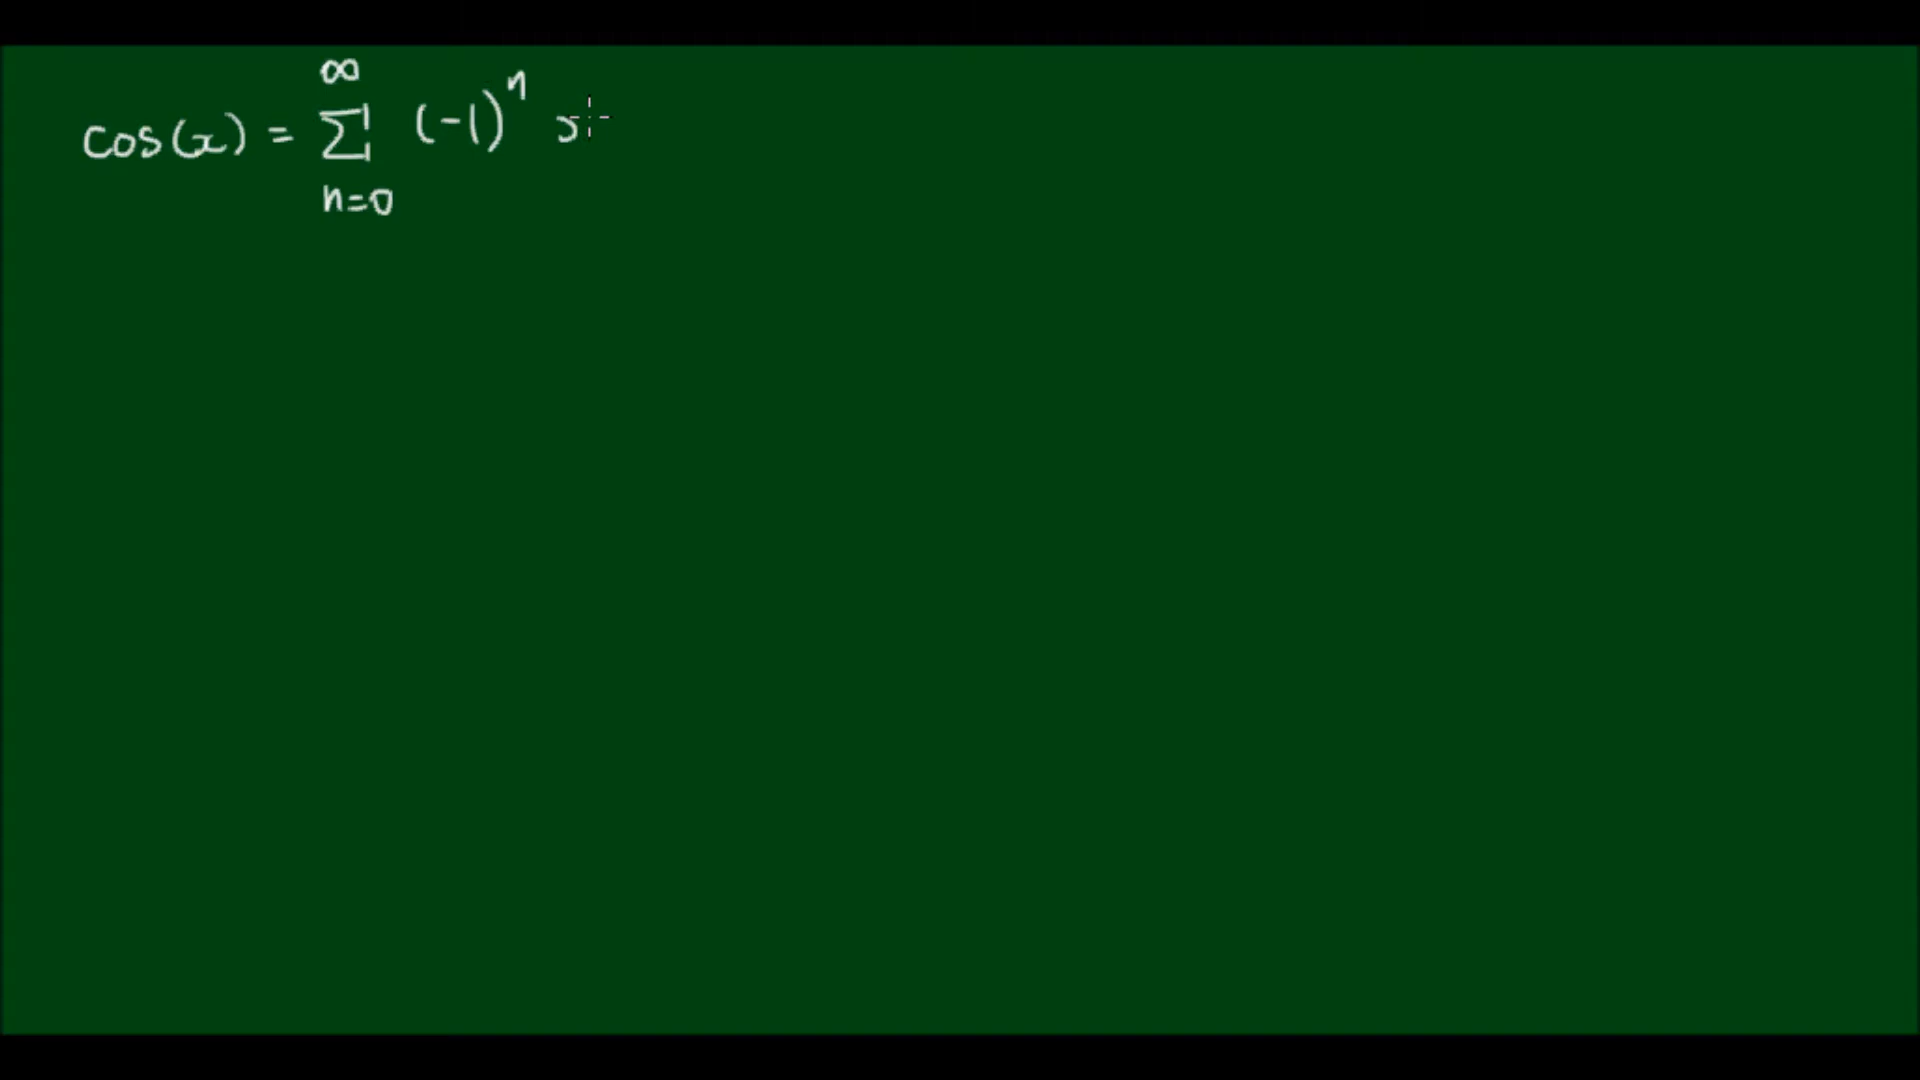 cos(x) = ∑_{n=0}^{∞} (-1)^n